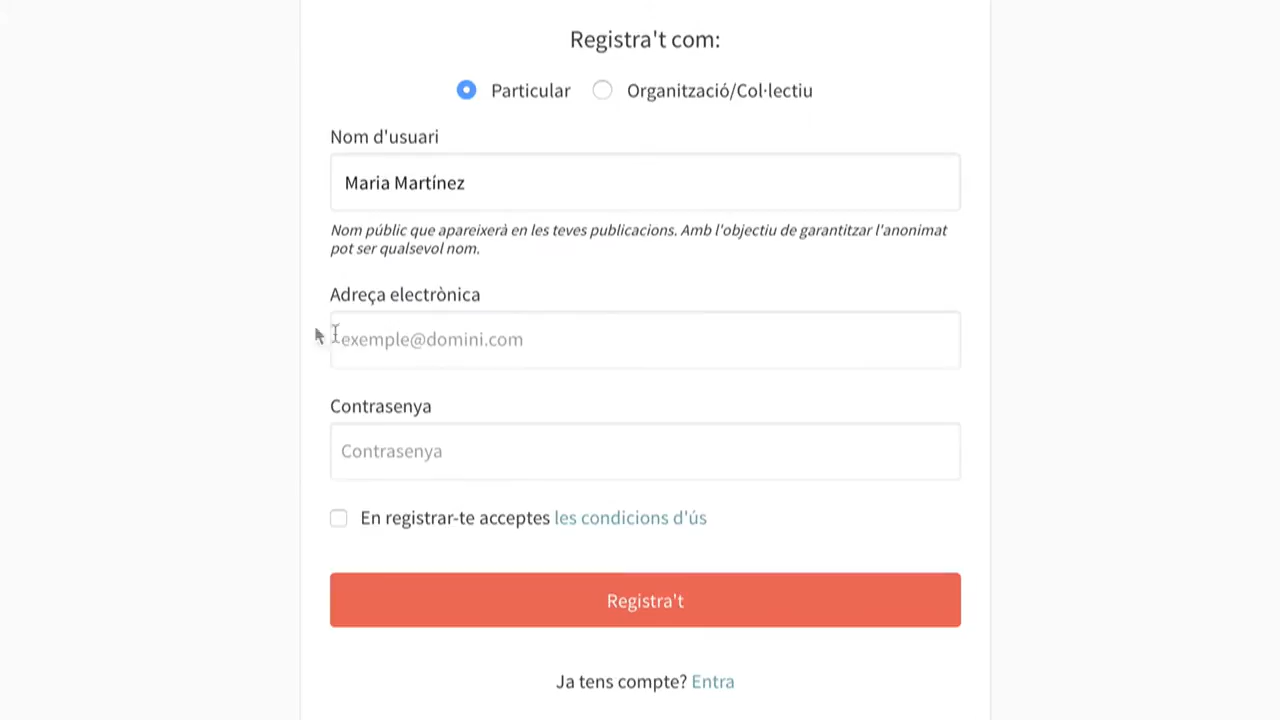 Registra't com:
Particular Organització/Col·lectiu
Nom d'usuari
Maria Martínez
Nom públic que apareixerà en les teves publicacions. Amb l'objectiu de garantitzar l'anonimat
pot ser qualsevol nom.
Adreça electrònica
exemple@domini.com
Contrasenya
Contrasenya
En registrar-te acceptes les condicions d'ús
Registra't
Ja tens compte? Entra